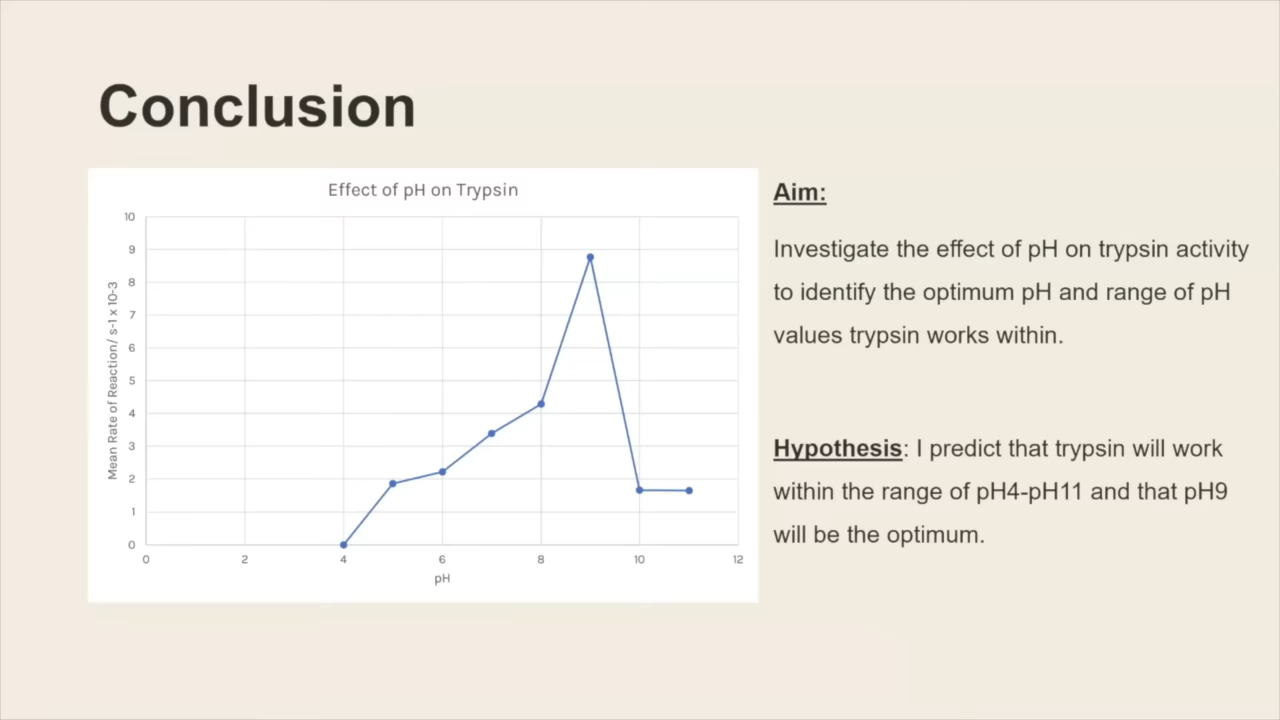 Conclusion
Effect of pH on Trypsin
10
9
8
7
6
5
4
3
2
1
0
Mean Rate of Reaction/ s-1 x 10-3
0 2 4 6 8 10 12
pH
Aim:
Investigate the effect of pH on trypsin activity
to identify the optimum pH and range of pH
values trypsin works within.
Hypothesis: I predict that trypsin will work
within the range of pH4-pH11 and that pH9
will be the optimum.